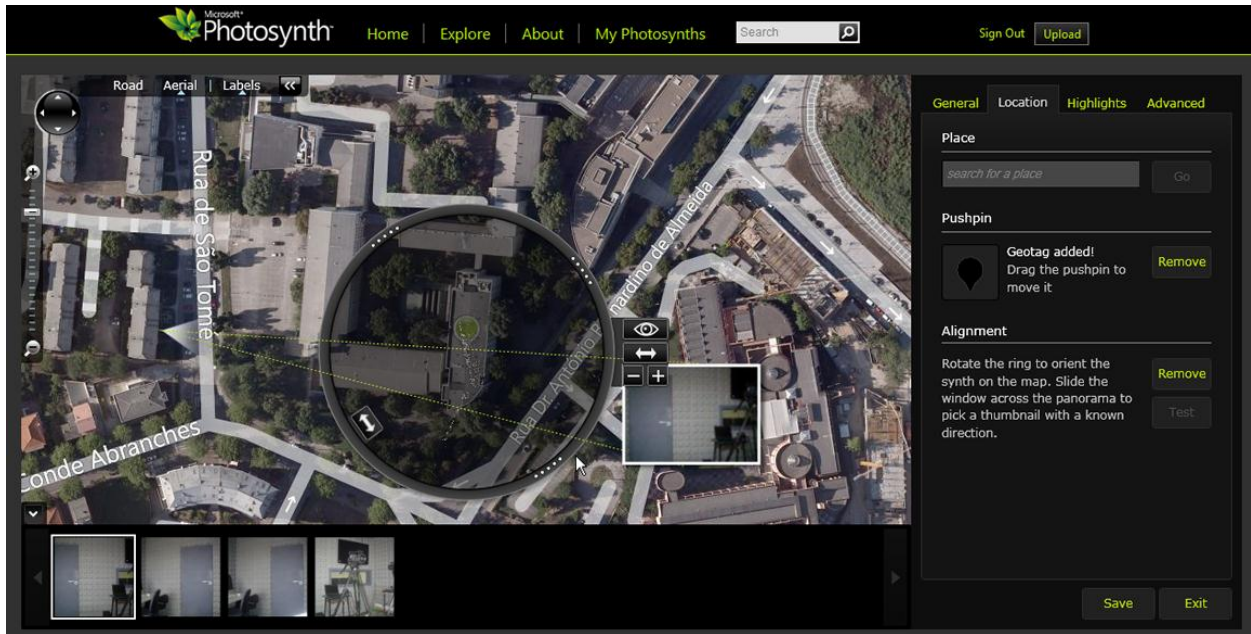 Microsoft®
Photosynth™
Home
Explore
About
My Photosynths
Search
Sign Out
Upload
Road
Aerial
Labels
General
Location
Highlights
Advanced
Place
search for a place
Go
Pushpin
Geotag added!
Drag the pushpin to
move it
Remove
Alignment
Rotate the ring to orient the
synth on the map. Slide the
window across the panorama to
pick a thumbnail with a known
direction.
Remove
Test
Rua de São Tomé
Rua Dr. António Bernardino de Almeida
Conde Abranches
Save
Exit